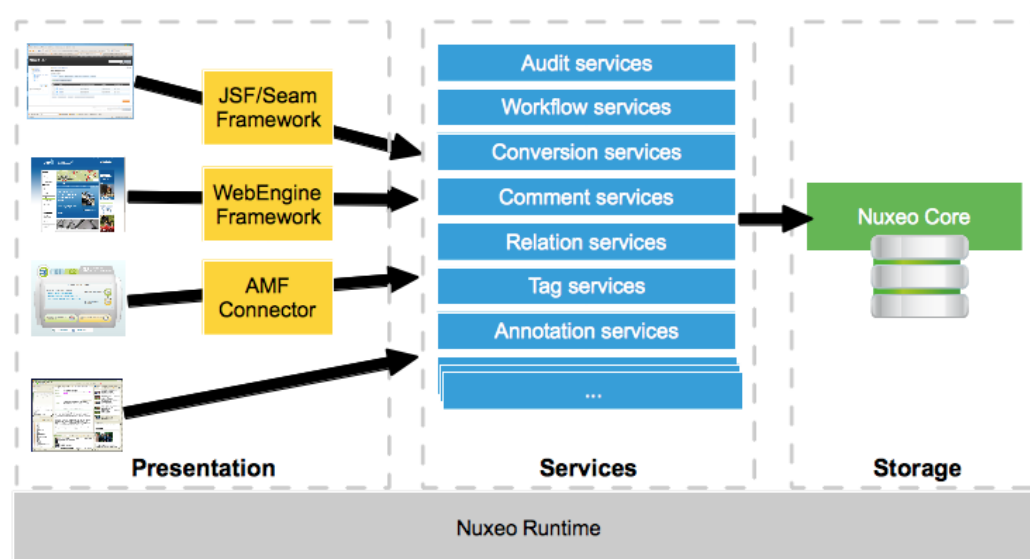 JSF/Seam
Framework
WebEngine
Framework
AMF
Connector
Presentation
Audit services
Workflow services
Conversion services
Comment services
Relation services
Tag services
Annotation services
...
Services
Nuxeo Core
Storage
Nuxeo Runtime